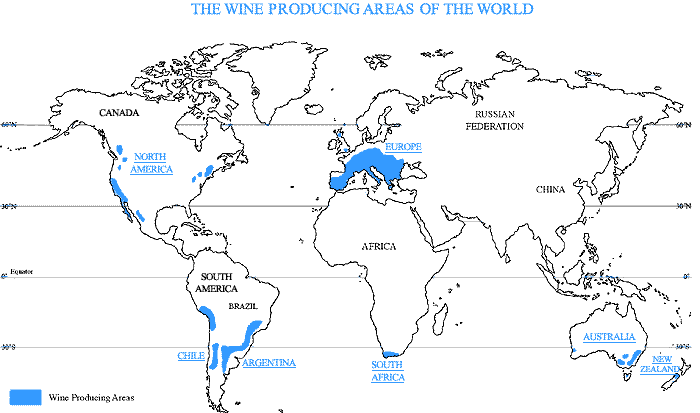 THE WINE PRODUCING AREAS OF THE WORLD
CANADA
RUSSIAN
FEDERATION
60°N
60°N
EUROPE
NORTH
AMERICA
CHINA
30°N
30°N
AFRICA
Equator
0°
0°
SOUTH
AMERICA
BRAZIL
AUSTRALIA
30°S
30°S
CHILE
ARGENTINA
SOUTH
AFRICA
NEW
ZEALAND
Wine Producing Areas